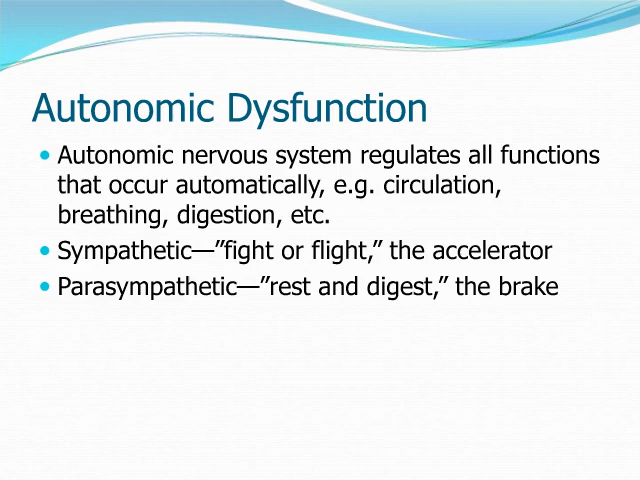 Autonomic Dysfunction
• Autonomic nervous system regulates all functions
that occur automatically, e.g. circulation,
breathing, digestion, etc.
• Sympathetic—”fight or flight,” the accelerator
• Parasympathetic—”rest and digest,” the brake